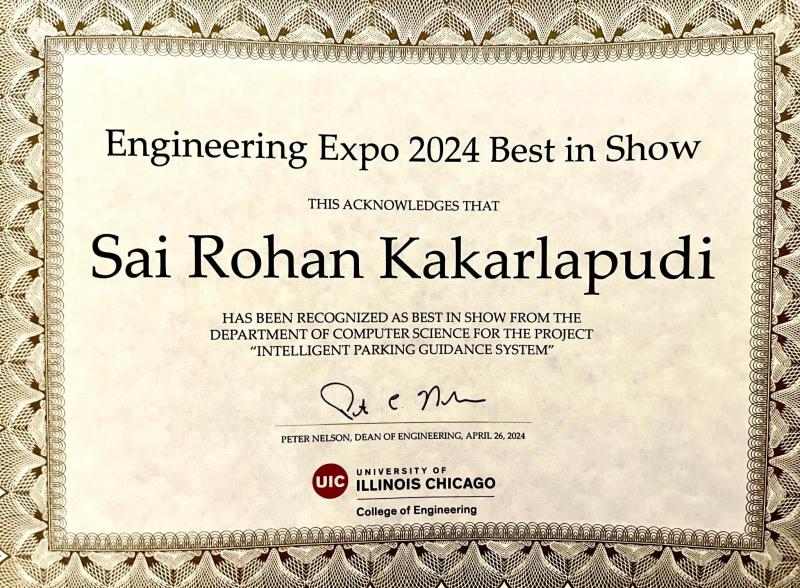 Engineering Expo 2024 Best in Show
THIS ACKNOWLEDGES THAT
Sai Rohan Kakarlapudi
HAS BEEN RECOGNIZED AS BEST IN SHOW FROM THE
DEPARTMENT OF COMPUTER SCIENCE FOR THE PROJECT
“INTELLIGENT PARKING GUIDANCE SYSTEM”
PETER NELSON, DEAN OF ENGINEERING, APRIL 26, 2024
UIC
UNIVERSITY OF
ILLINOIS CHICAGO
College of Engineering